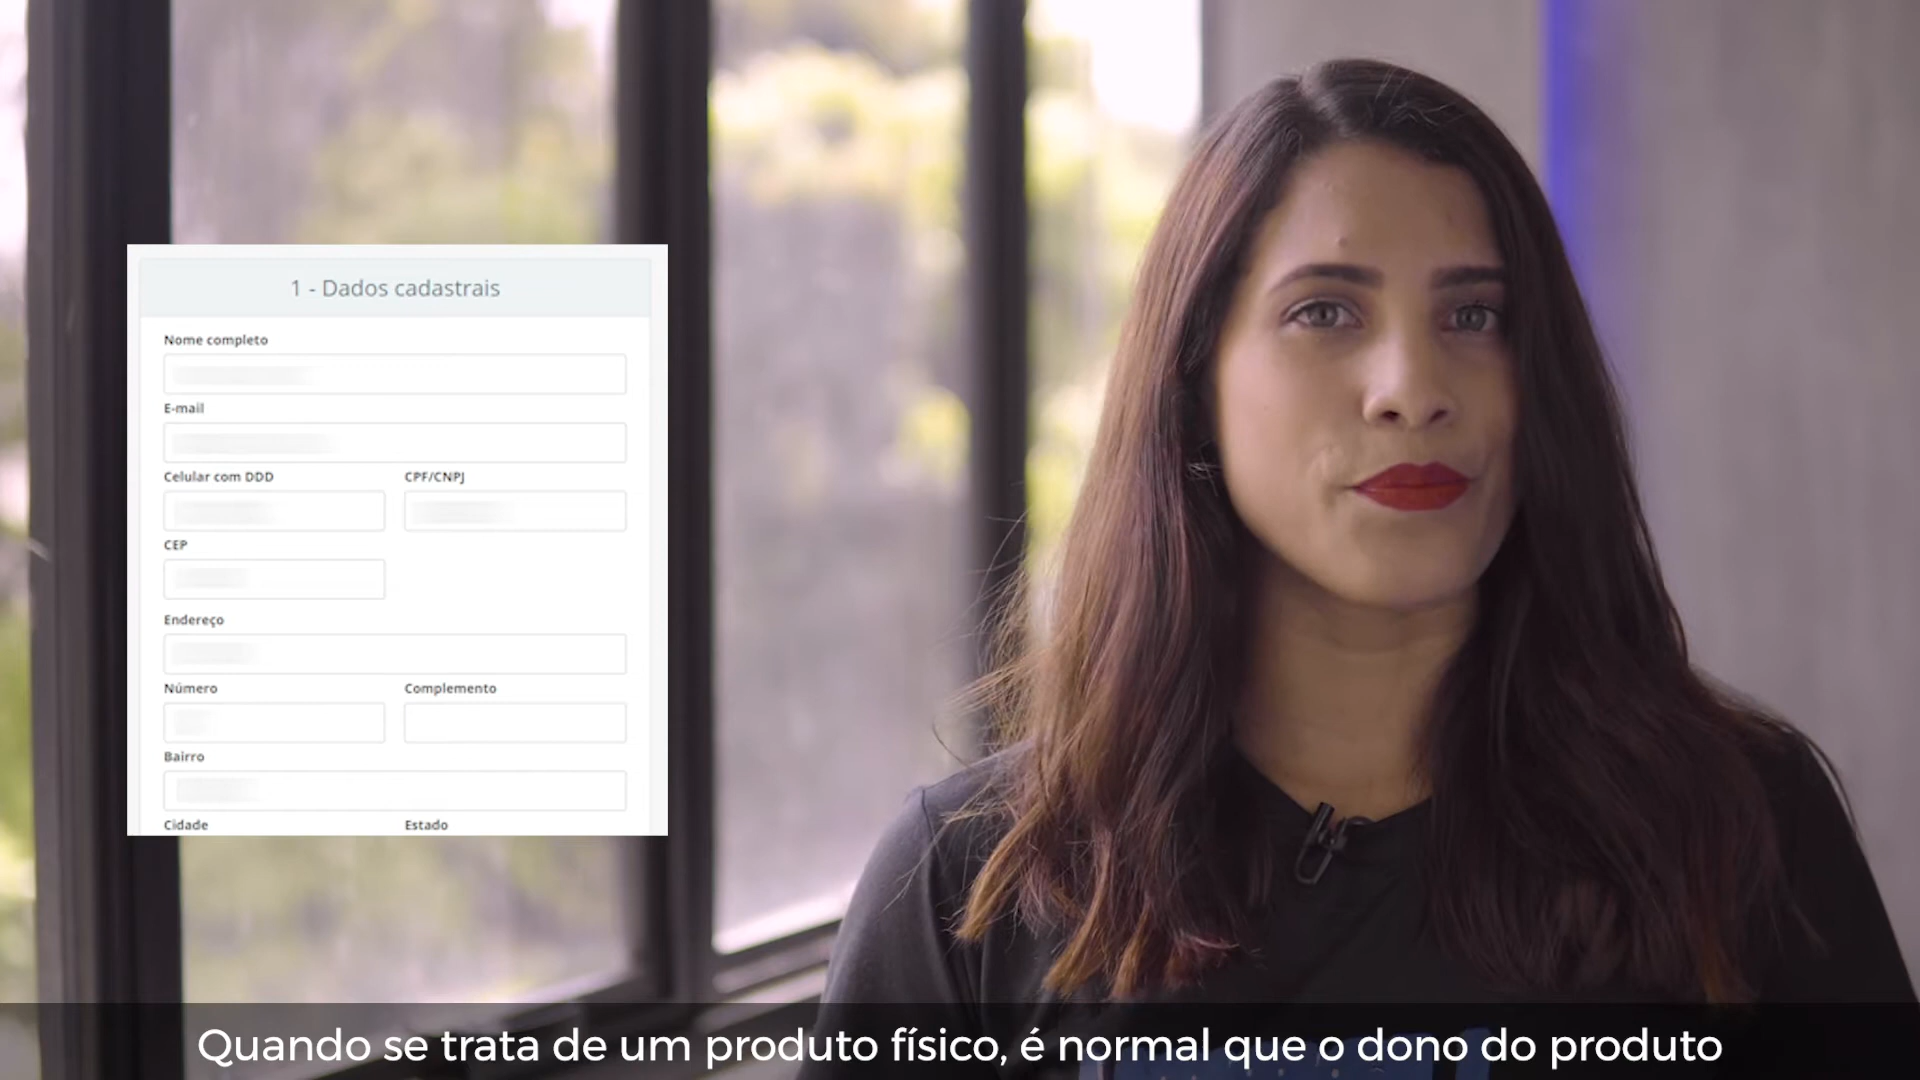 1 - Dados cadastrais
Nome completo
E-mail
Celular com DDD CPF/CNPJ
CEP
Endereço
Número Complemento
Bairro
Cidade Estado
Quando se trata de um produto físico, é normal que o dono do produto